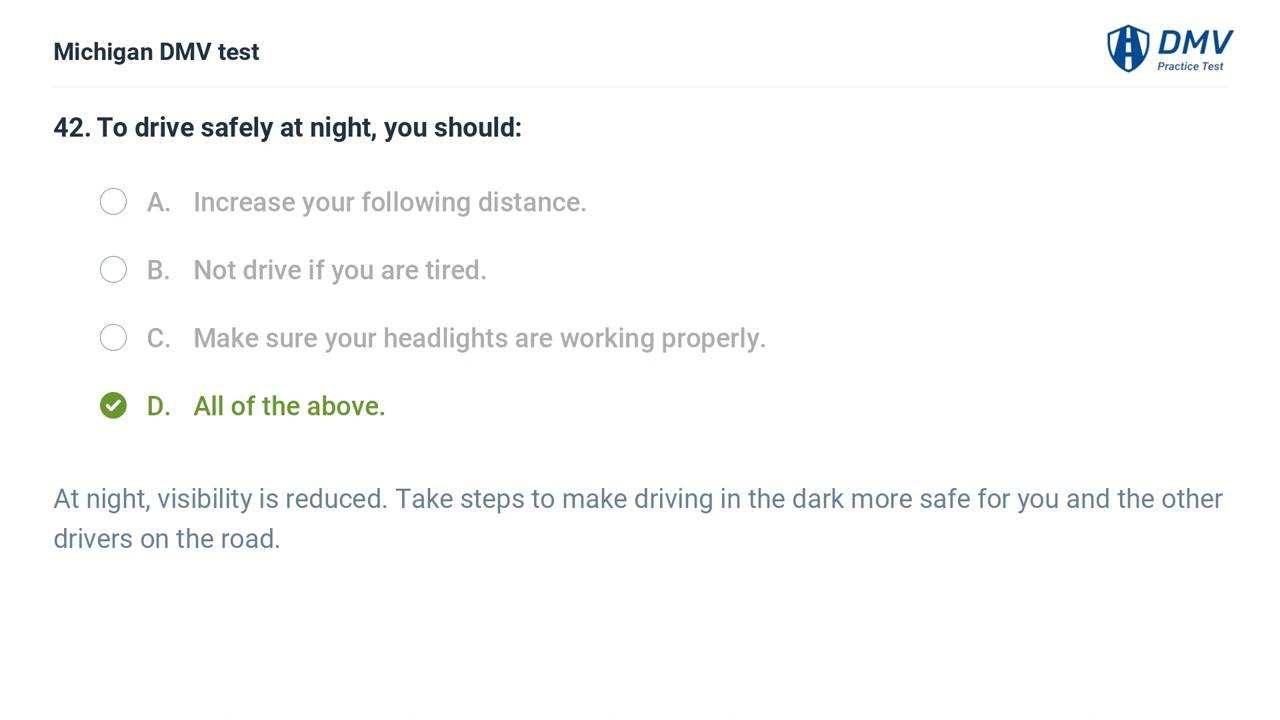 Michigan DMV test
DMV
Practice Test
42. To drive safely at night, you should:
A. Increase your following distance.
B. Not drive if you are tired.
C. Make sure your headlights are working properly.
D. All of the above.
At night, visibility is reduced. Take steps to make driving in the dark more safe for you and the other
drivers on the road.